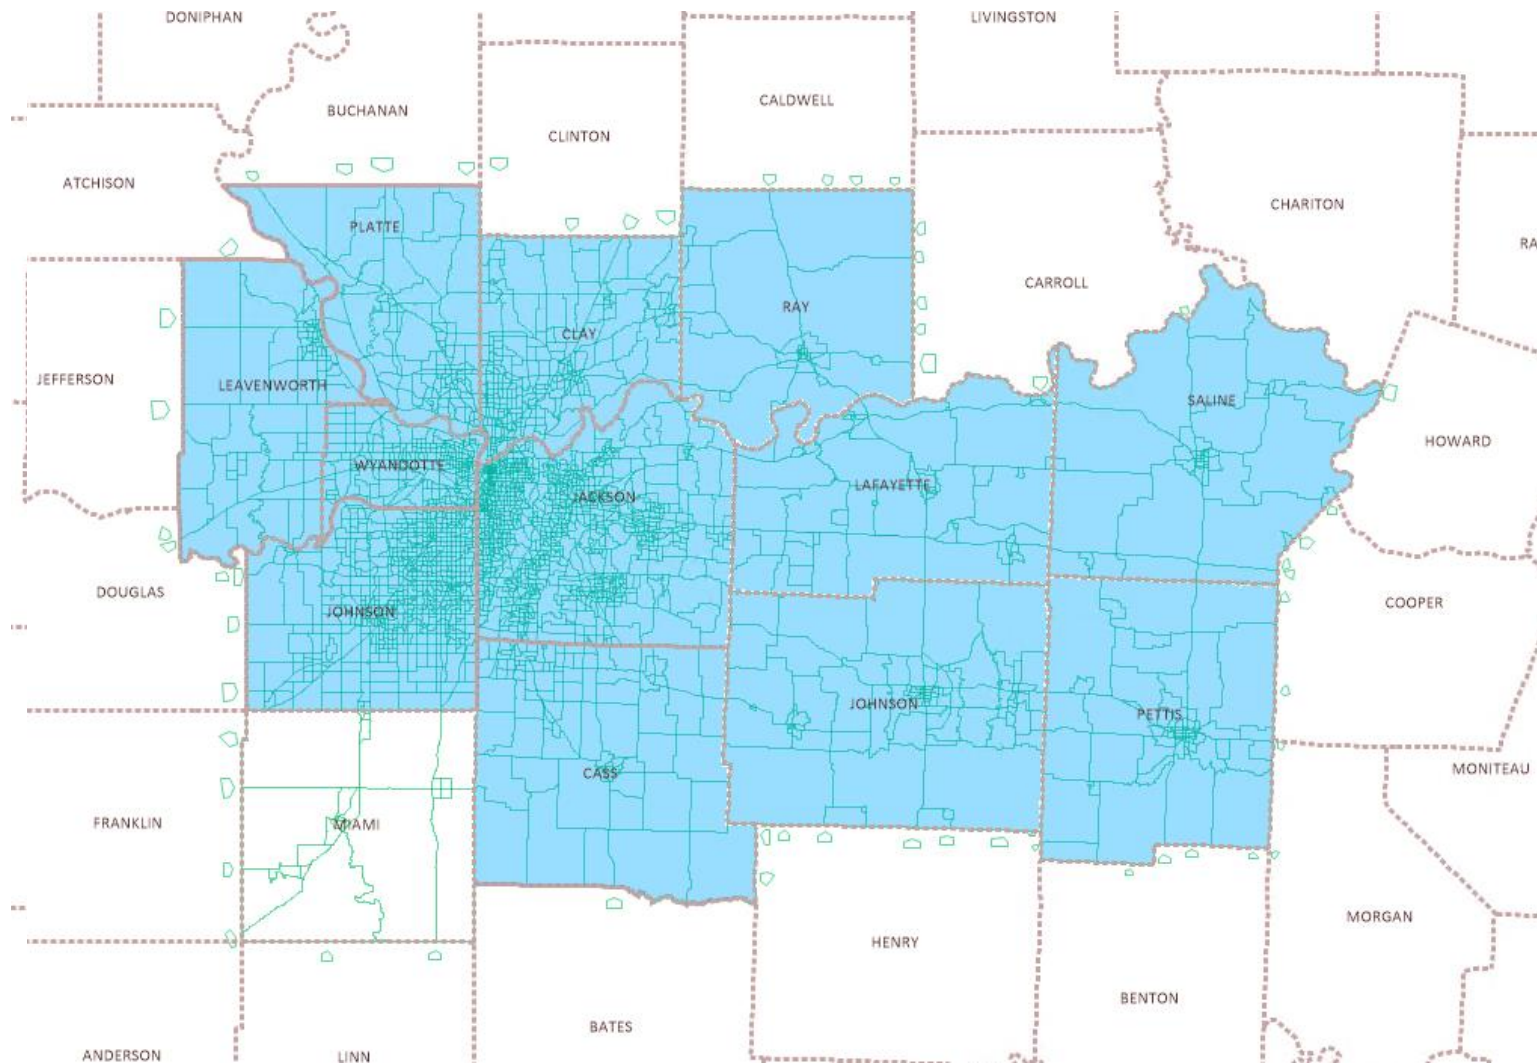 DONIPHAN
LIVINGSTON
BUCHANAN
CALDWELL
CLINTON
ATCHISON
CHARITON
PLATTE
RA
CARROLL
RAY
CLAY
JEFFERSON
LEAVENWORTH
SALINE
HOWARD
WYANDOTTE
LAFAYETTE
JACKSON
DOUGLAS
COOPER
JOHNSON
JOHNSON
PETTIS
CASS
MONITEAU
FRANKLIN
MIAMI
MORGAN
HENRY
BENTON
BATES
ANDERSON
LINN